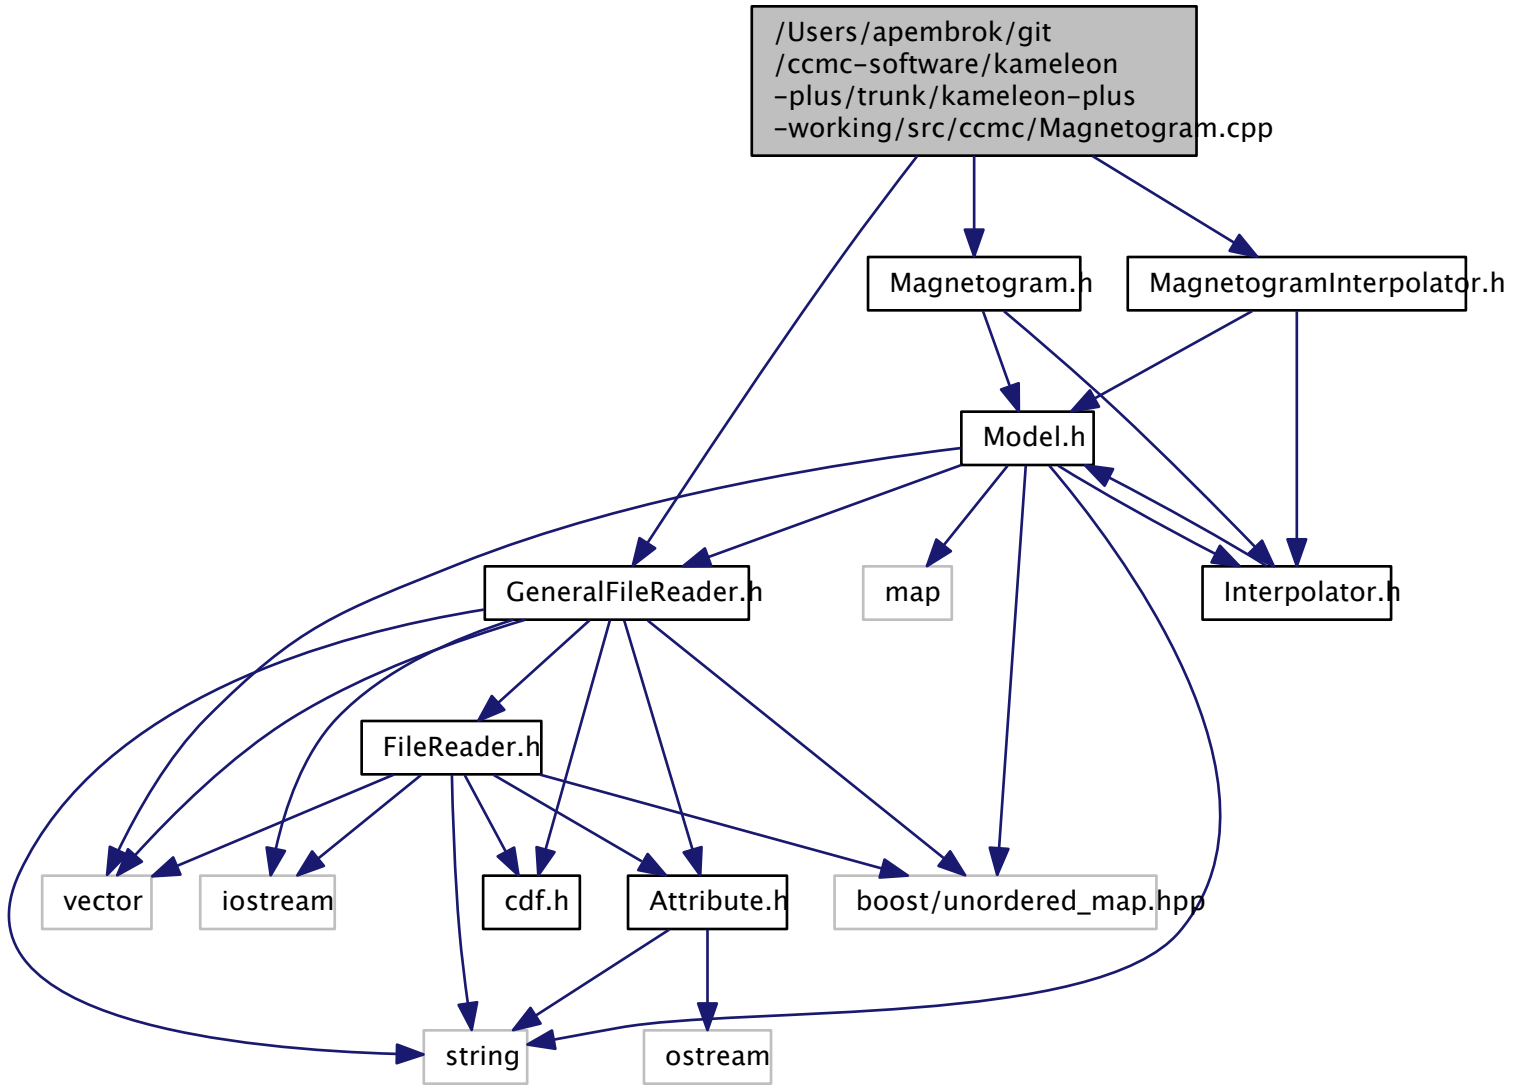 /Users/apembrok/git
/ccmc-software/kameleon
-plus/trunk/kameleon-plus
-working/src/ccmc/Magnetogram.cpp
Magnetogram.h
MagnetogramInterpolator.h
Model.h
GeneralFileReader.h
map
Interpolator.h
FileReader.h
vector
iostream
cdf.h
Attribute.h
boost/unordered_map.hpp
string
ostream